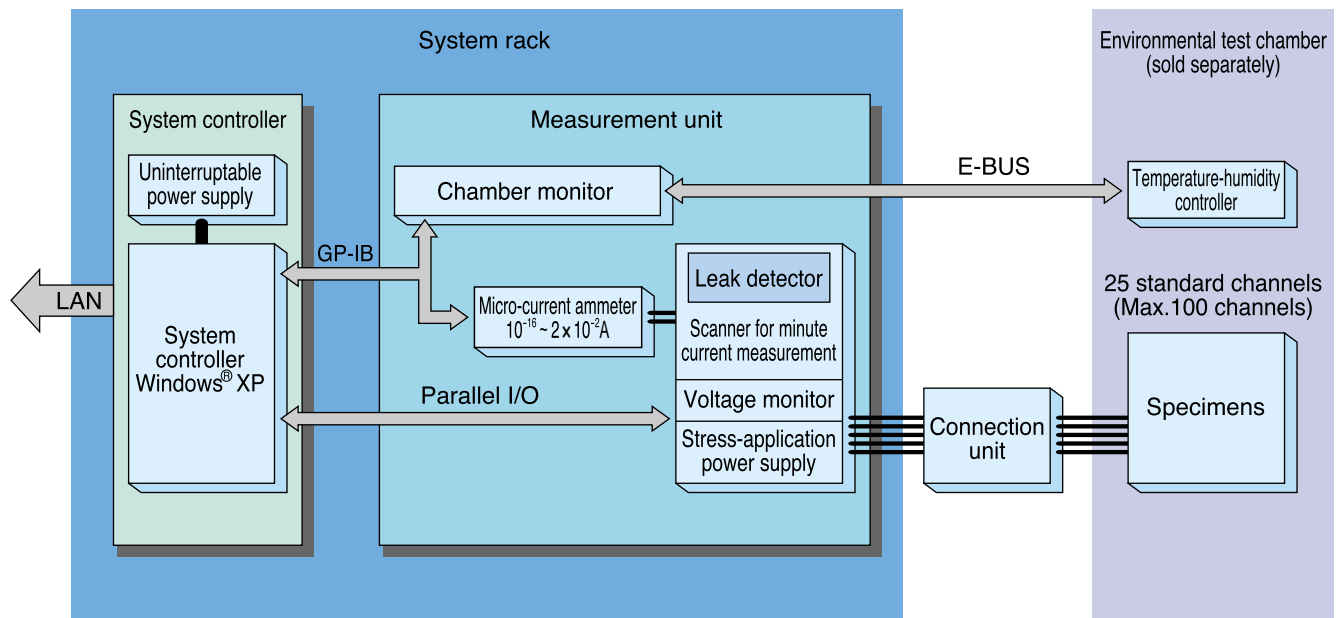 System rack
Environmental test chamber
(sold separately)
System controller
Measurement unit
Uninterruptable
power supply
Chamber monitor
E-BUS
Temperature-humidity
controller
GP-IB
LAN
System
controller
Windows® XP
Micro-current ammeter
10⁻¹⁶ ~ 2 × 10⁻²A
Leak detector
Scanner for minute
current measurement
25 standard channels
(Max.100 channels)
Parallel I/O
Voltage monitor
Stress-application
power supply
Connection
unit
Specimens